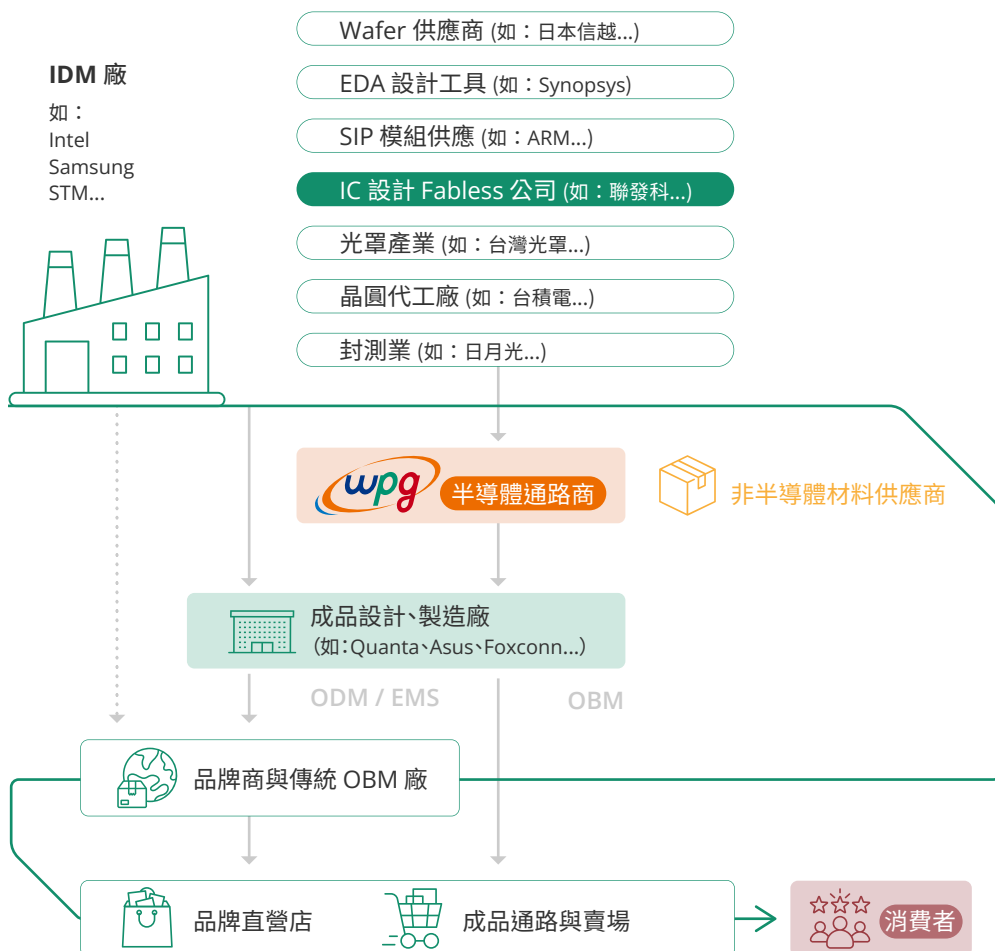 Wafer 供應商 (如：日本信越...)
EDA 設計工具 (如：Synopsys)
SIP 模組供應 (如：ARM...)
IC 設計 Fabless 公司 (如：聯發科...)
光罩產業 (如：台灣光罩...)
晶圓代工廠 (如：台積電...)
封測業 (如：日月光...)
IDM 廠
如：
Intel
Samsung
STM...
wpg 半導體通路商
非半導體材料供應商
成品設計、製造廠
（如：Quanta、Asus、Foxconn...）
ODM / EMS
OBM
品牌商與傳統 OBM 廠
品牌直營店
成品通路與賣場
消費者